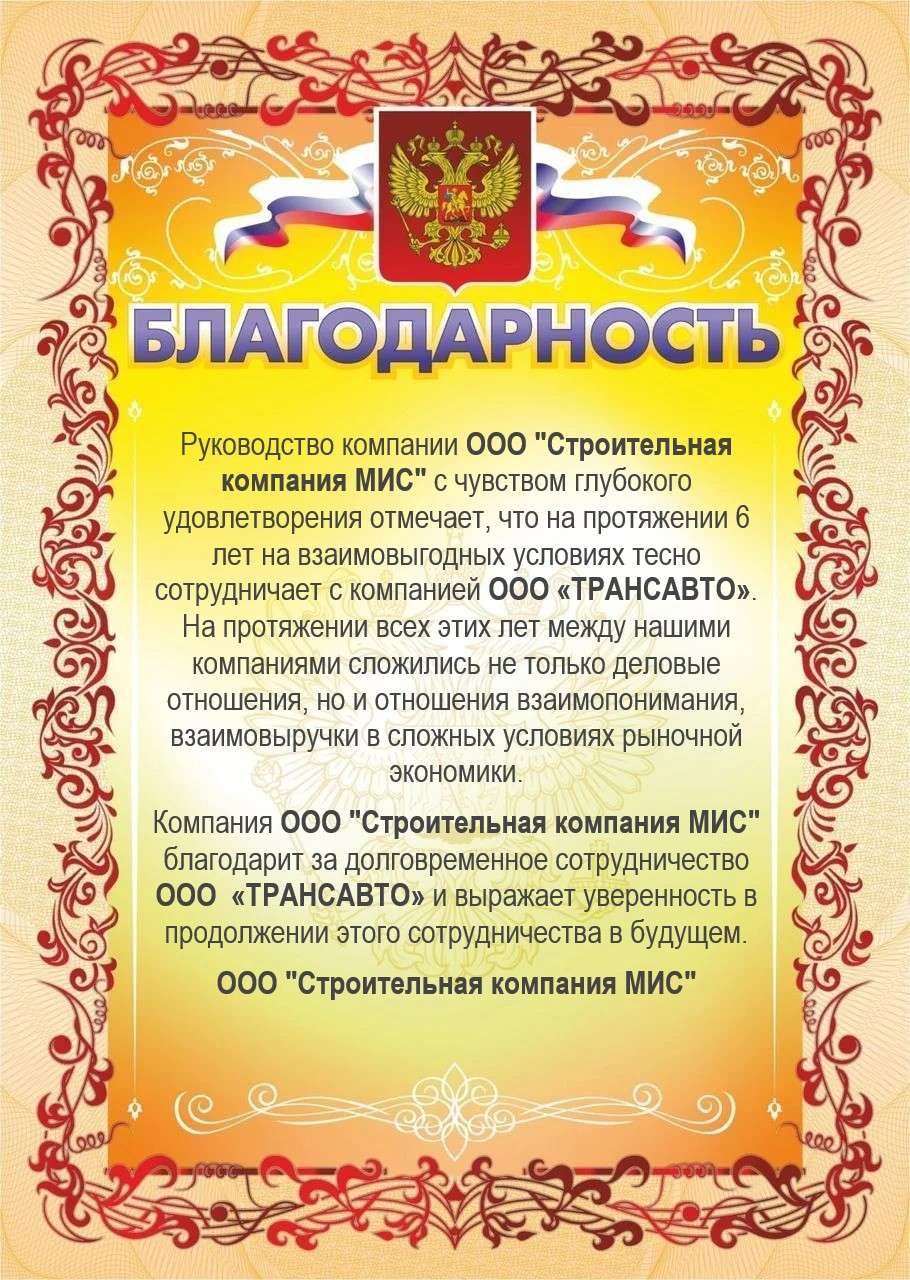 БЛАГОДАРНОСТЬ
Руководство компании ООО "Строительная
компания МИС" с чувством глубокого
удовлетворения отмечает, что на протяжении 6
лет на взаимовыгодных условиях тесно
сотрудничает с компанией ООО «ТРАНСАВТО».
На протяжении всех этих лет между нашими
компаниями сложились не только деловые
отношения, но и отношения взаимопонимания,
взаимовыручки в сложных условиях рыночной
экономики.
Компания ООО "Строительная компания МИС"
благодарит за долговременное сотрудничество
ООО  «ТРАНСАВТО» и выражает уверенность в
продолжении этого сотрудничества в будущем.
ООО "Строительная компания МИС"